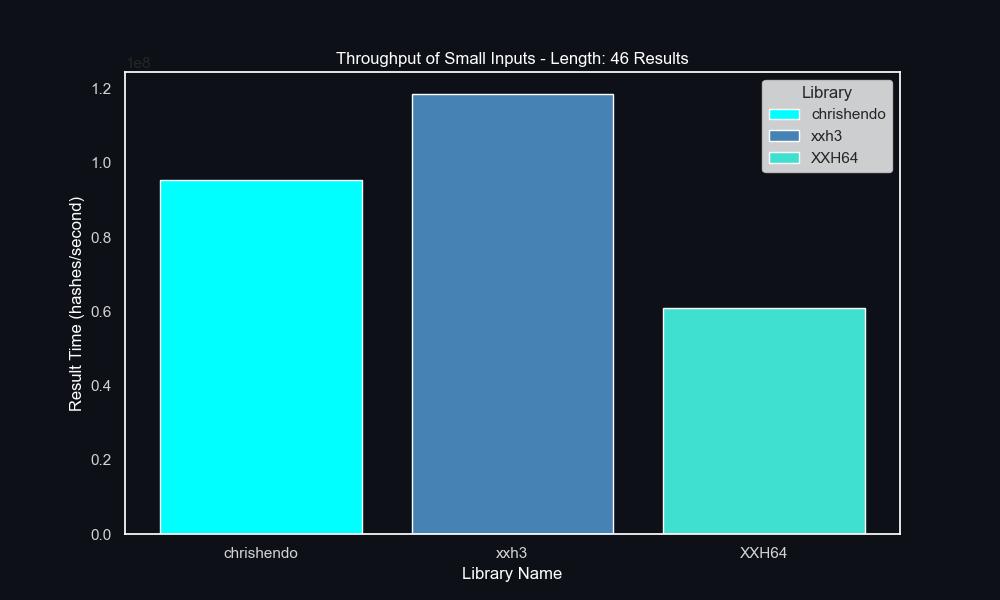 Throughput of Small Inputs - Length: 46 Results
1e8
1.2
1.0
0.8
0.6
0.4
0.2
0.0
Result Time (hashes/second)
Library
chrishendo
xxh3
XXH64
chrishendo
xxh3
XXH64
Library Name